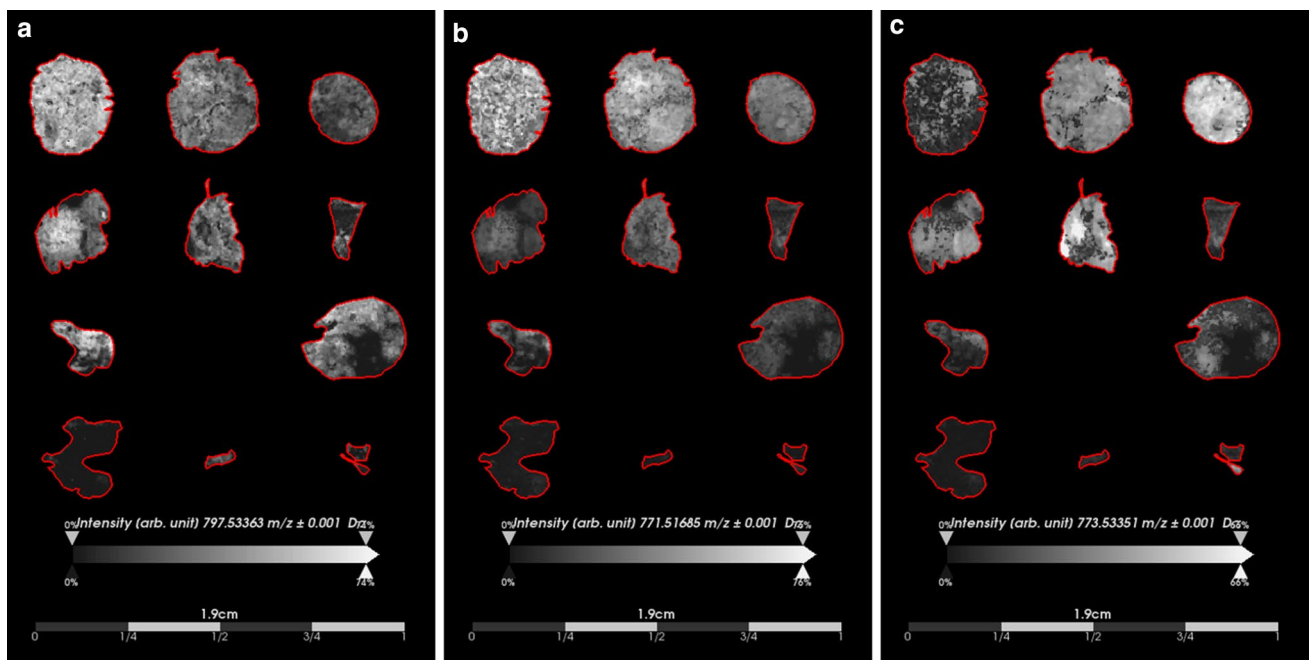 a
0% Intensity (arb. unit) 797.53363 m/z ± 0.001
0% 74%
1.9cm
0 1/4 1/2 3/4 1
b
0% Intensity (arb. unit) 771.51685 m/z ± 0.001 76%
0% 76%
1.9cm
0 1/4 1/2 3/4 1
c
0% Intensity (arb. unit) 773.53351 m/z ± 0.001 66%
0% 66%
1.9cm
0 1/4 1/2 3/4 1